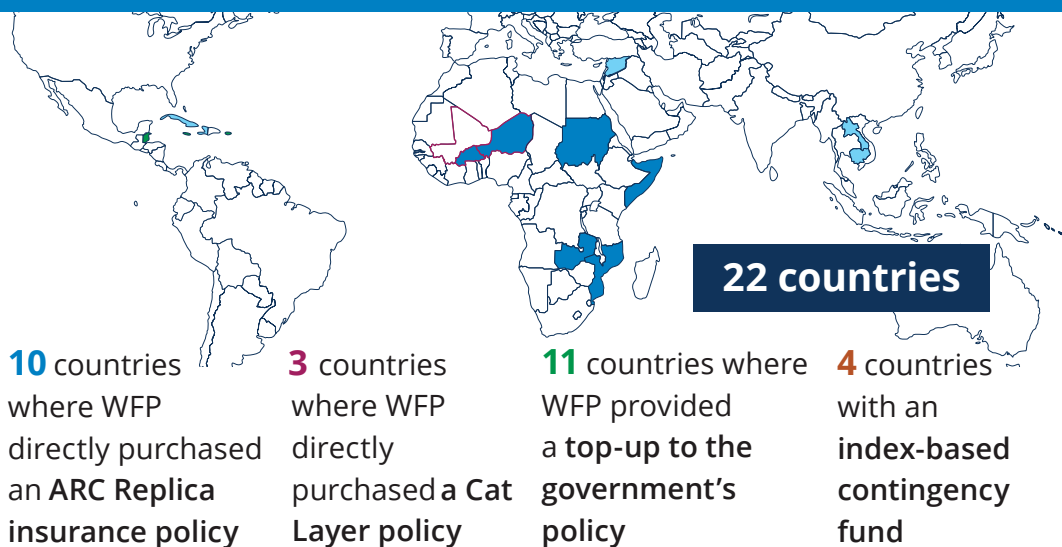 22 countries
10 countries
where WFP
directly purchased
an ARC Replica
insurance policy
3 countries
where WFP
directly
purchased a Cat
Layer policy
11 countries where
WFP provided
a top-up to the
government’s
policy
4 countries
with an
index-based
contingency
fund